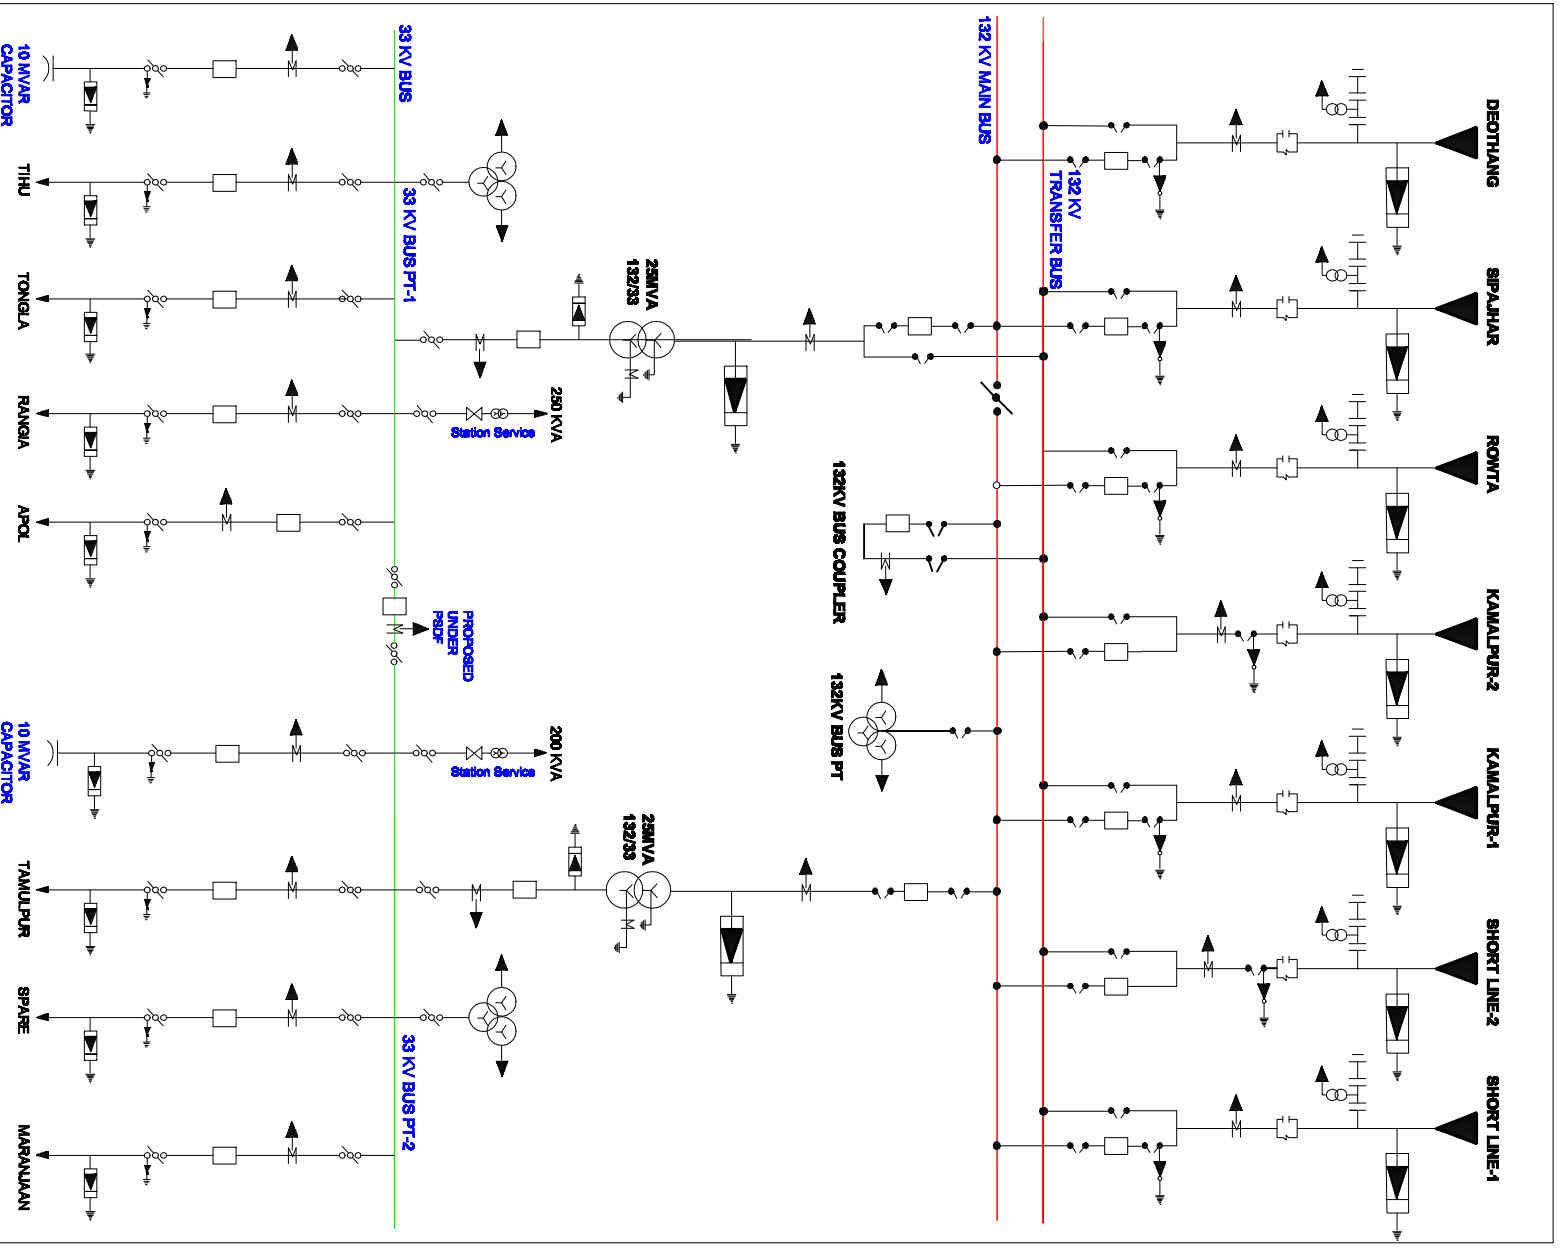 DEOTHANG
SIPAJHAR
ROWTA
KAMALPUR-2
KAMALPUR-1
SHORT LINE-2
SHORT LINE-1
132 KV MAIN BUS
132 KV
TRANSFER BUS
132KV BUS COUPLER
132KV BUS PT
25MVA
132/33
25MVA
132/33
250 KVA
Station Service
200 KVA
Station Service
33 KV BUS
33 KV BUS PT-1
PROPOSED
UNDER
PSDF
33 KV BUS PT-2
10 MVAR
CAPACITOR
TIHU
TONGLA
RANGIA
APOL
10 MVAR
CAPACITOR
TAMULPUR
SPARE
MARANJAAN